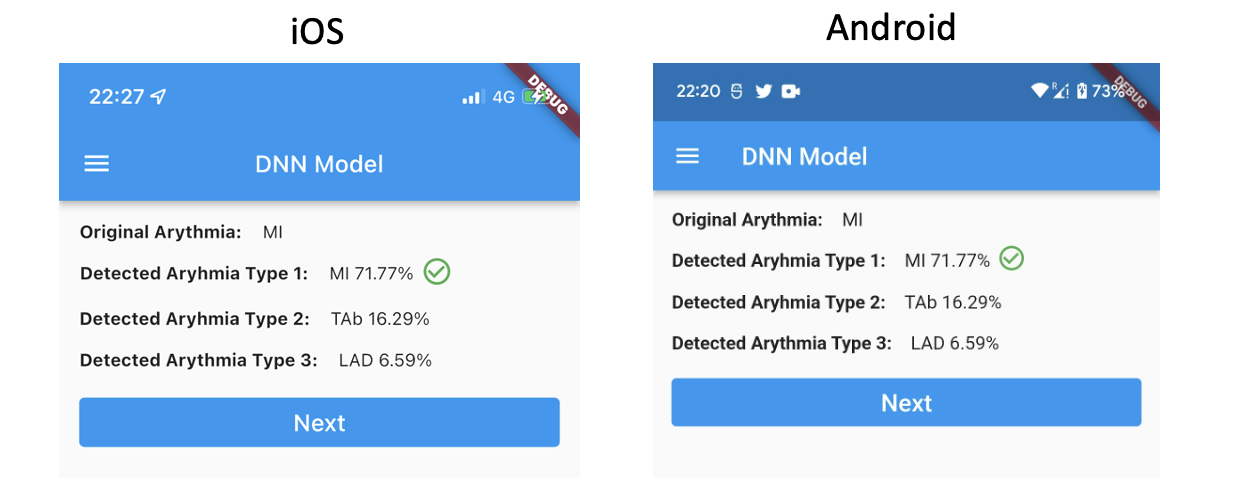 iOS
22:27
4G
DEBUG
DNN Model
Original Arythmia: MI
Detected Aryhmia Type 1: MI 71.77%
Detected Aryhmia Type 2: TAb 16.29%
Detected Arythmia Type 3: LAD 6.59%
Next
Android
22:20
R
73%
DEBUG
DNN Model
Original Arythmia: MI
Detected Aryhmia Type 1: MI 71.77%
Detected Aryhmia Type 2: TAb 16.29%
Detected Arythmia Type 3: LAD 6.59%
Next